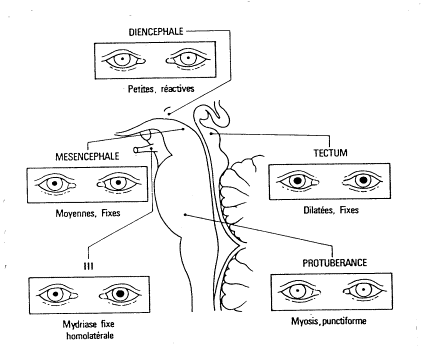 DIENCEPHALE
Petites, réactives
MESENCEPHALE
Moyennes, Fixes
TECTUM
Dilatées, Fixes
III
Mydriase fixe
homolatérale
PROTUBERANCE
Myosis, punctiforme